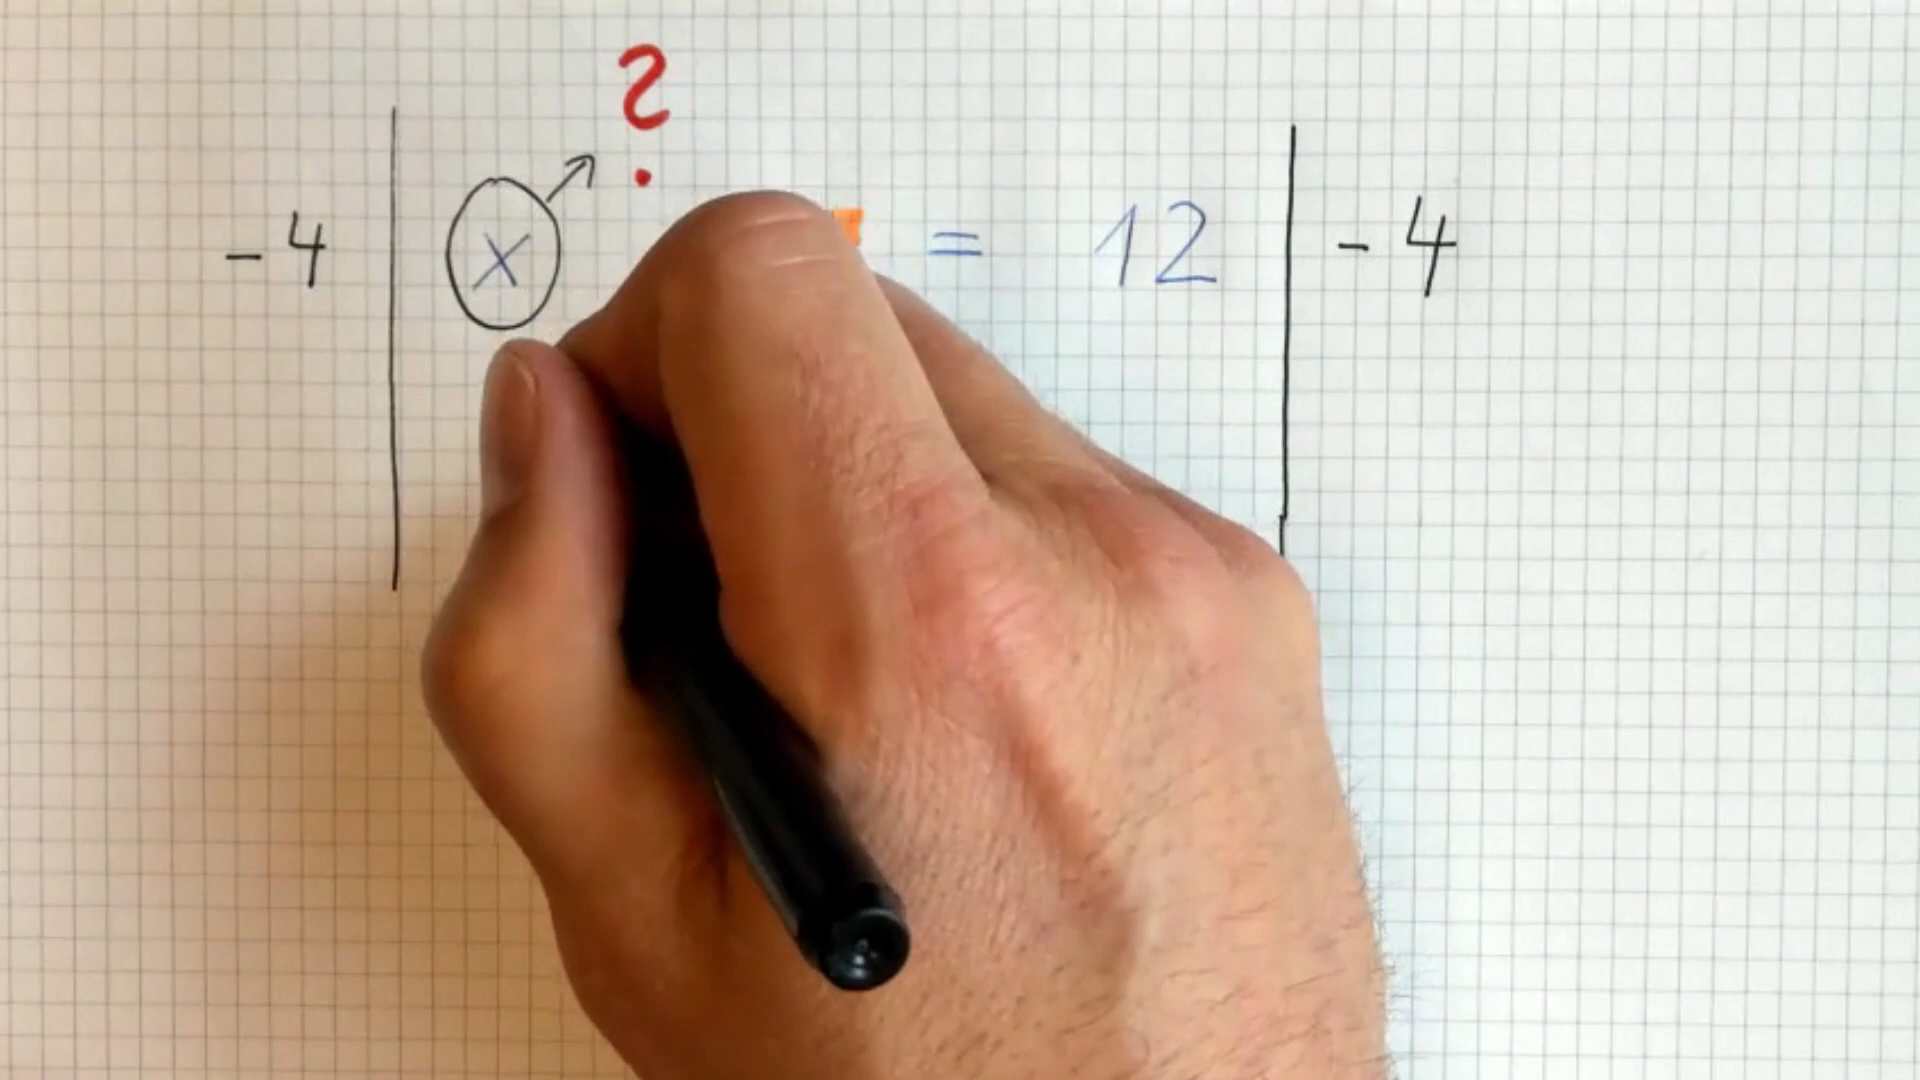 ?
- 4 | x = 12 | - 4